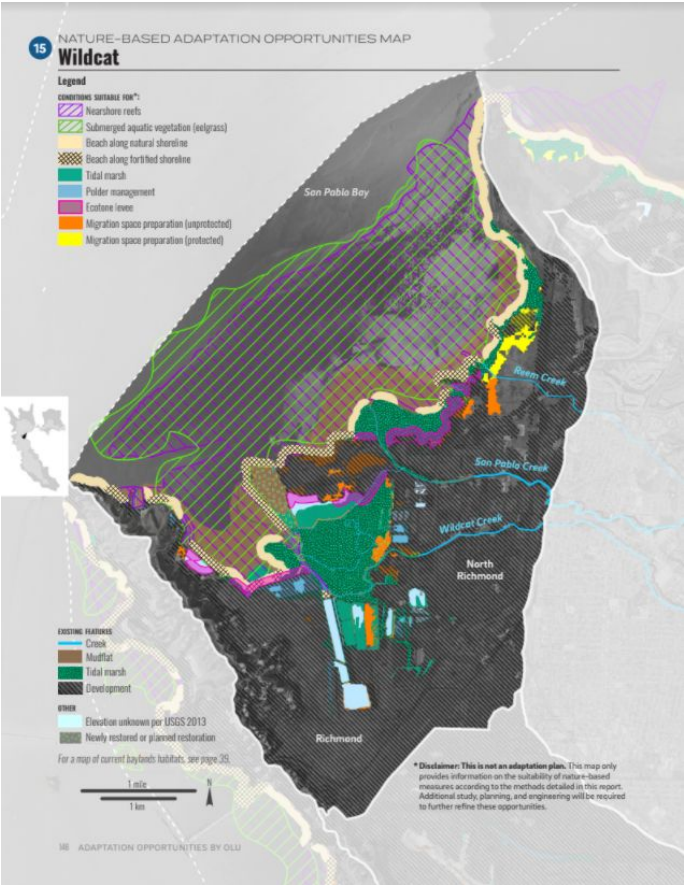 15
NATURE–BASED ADAPTATION OPPORTUNITIES MAP
Wildcat
Legend
CONDITIONS SUITABLE FOR*:
Nearshore reefs
Submerged aquatic vegetation (eelgrass)
Beach along natural shoreline
Beach along fortified shoreline
Tidal marsh
Polder management
Ecotone levee
Migration space preparation (unprotected)
Migration space preparation (protected)
San Pablo Bay
Reem Creek
San Pablo Creek
Wildcat Creek
North
Richmond
Richmond
EXISTING FEATURES
Creek
Mudflat
Tidal marsh
Development
OTHER
Elevation unknown per USGS 2013
Newly restored or planned restoration
For a map of current baylands habitats, see page 39.
1 mile
1 km
N
* Disclaimer: This is not an adaptation plan. This map only
provides information on the suitability of nature-based
measures according to the methods detailed in this report.
Additional study, planning, and engineering will be required
to further refine these opportunities.
ADAPTATION OPPORTUNITIES BY OLU